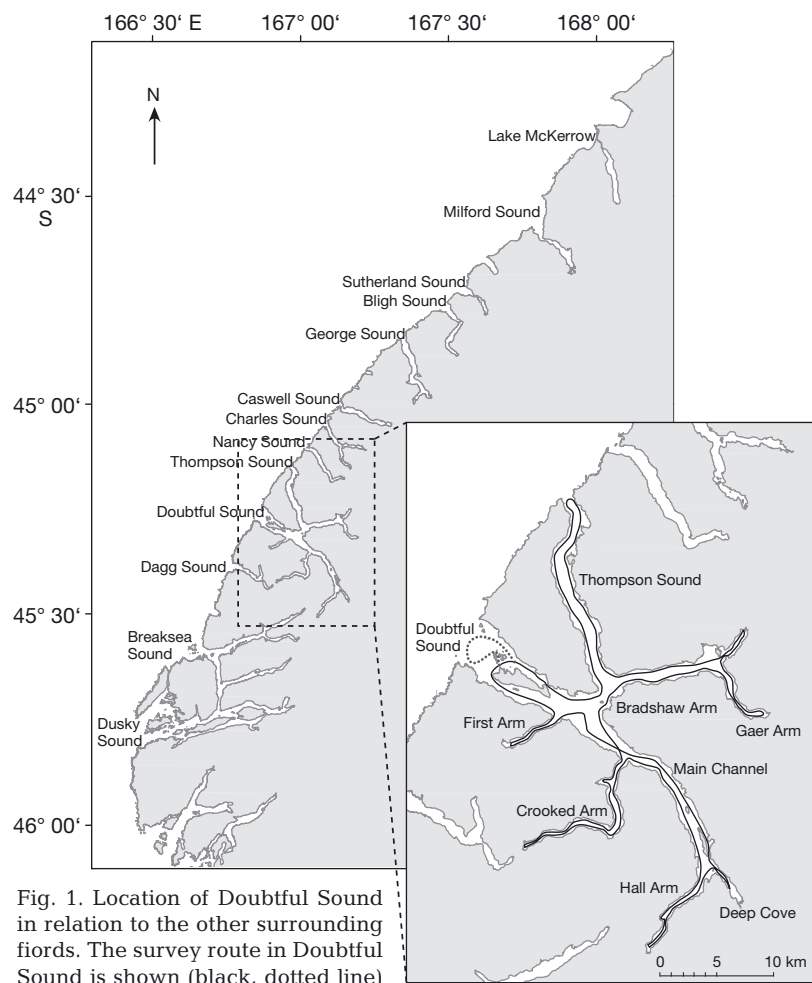 166° 30' E
167° 00'
167° 30'
168° 00'
N
44° 30'
S
45° 00'
45° 30'
46° 00'
Lake McKerrow
Milford Sound
Sutherland Sound
Bligh Sound
George Sound
Caswell Sound
Charles Sound
Nancy Sound
Thompson Sound
Doubtful Sound
Dagg Sound
Breaksea
Sound
Dusky
Sound
Thompson Sound
Doubtful
Sound
First Arm
Bradshaw Arm
Gaer Arm
Main Channel
Crooked Arm
Hall Arm
Deep Cove
0 5 10 km
Fig. 1. Location of Doubtful Sound
in relation to the other surrounding
fiords. The survey route in Doubtful
Sound is shown (black, dotted line)